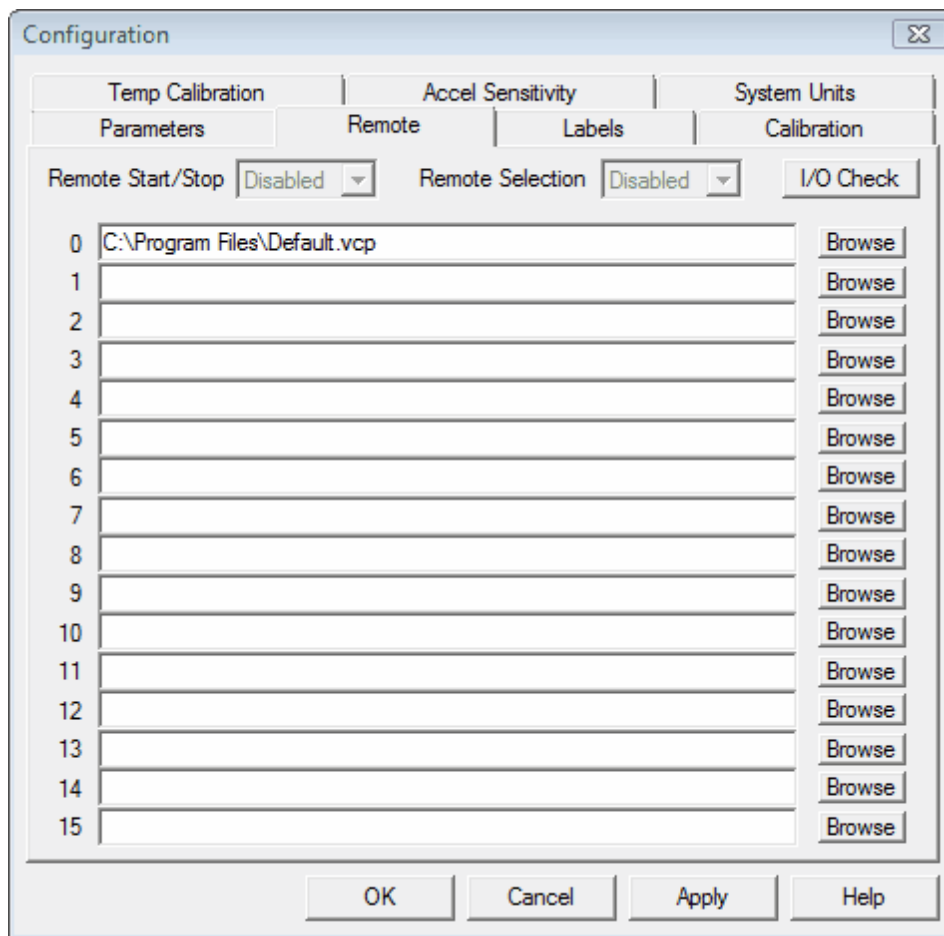 Configuration
Temp Calibration Accel Sensitivity System Units
Parameters Remote Labels Calibration
Remote Start/Stop Disabled Remote Selection Disabled I/O Check
0 C:\Program Files\Default.vcp Browse
1 Browse
2 Browse
3 Browse
4 Browse
5 Browse
6 Browse
7 Browse
8 Browse
9 Browse
10 Browse
11 Browse
12 Browse
13 Browse
14 Browse
15 Browse
OK Cancel Apply Help